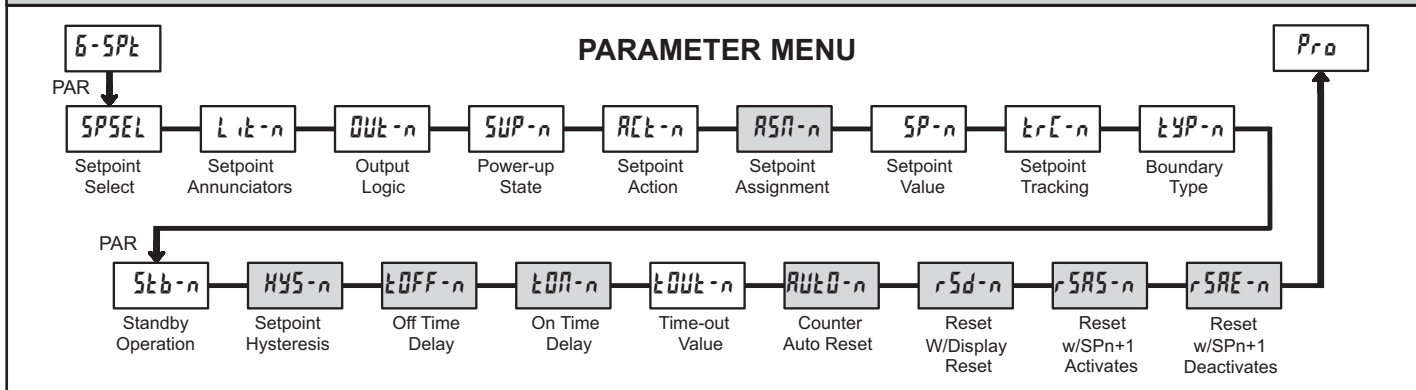 6-SPt
PARAMETER MENU
Pro
PAR
SPSEL
Lit-n
OUt-n
SUP-n
ACt-n
ASN-n
SP-n
trC-n
tYP-n
Setpoint Select
Setpoint Annunciators
Output Logic
Power-up State
Setpoint Action
Setpoint Assignment
Setpoint Value
Setpoint Tracking
Boundary Type
PAR
Stb-n
HYS-n
tOFF-n
tON-n
tOUt-n
AUtO-n
rSd-n
rSAS-n
rSAE-n
Standby Operation
Setpoint Hysteresis
Off Time Delay
On Time Delay
Time-out Value
Counter Auto Reset
Reset W/Display Reset
Reset w/SPn+1 Activates
Reset w/SPn+1 Deactivates